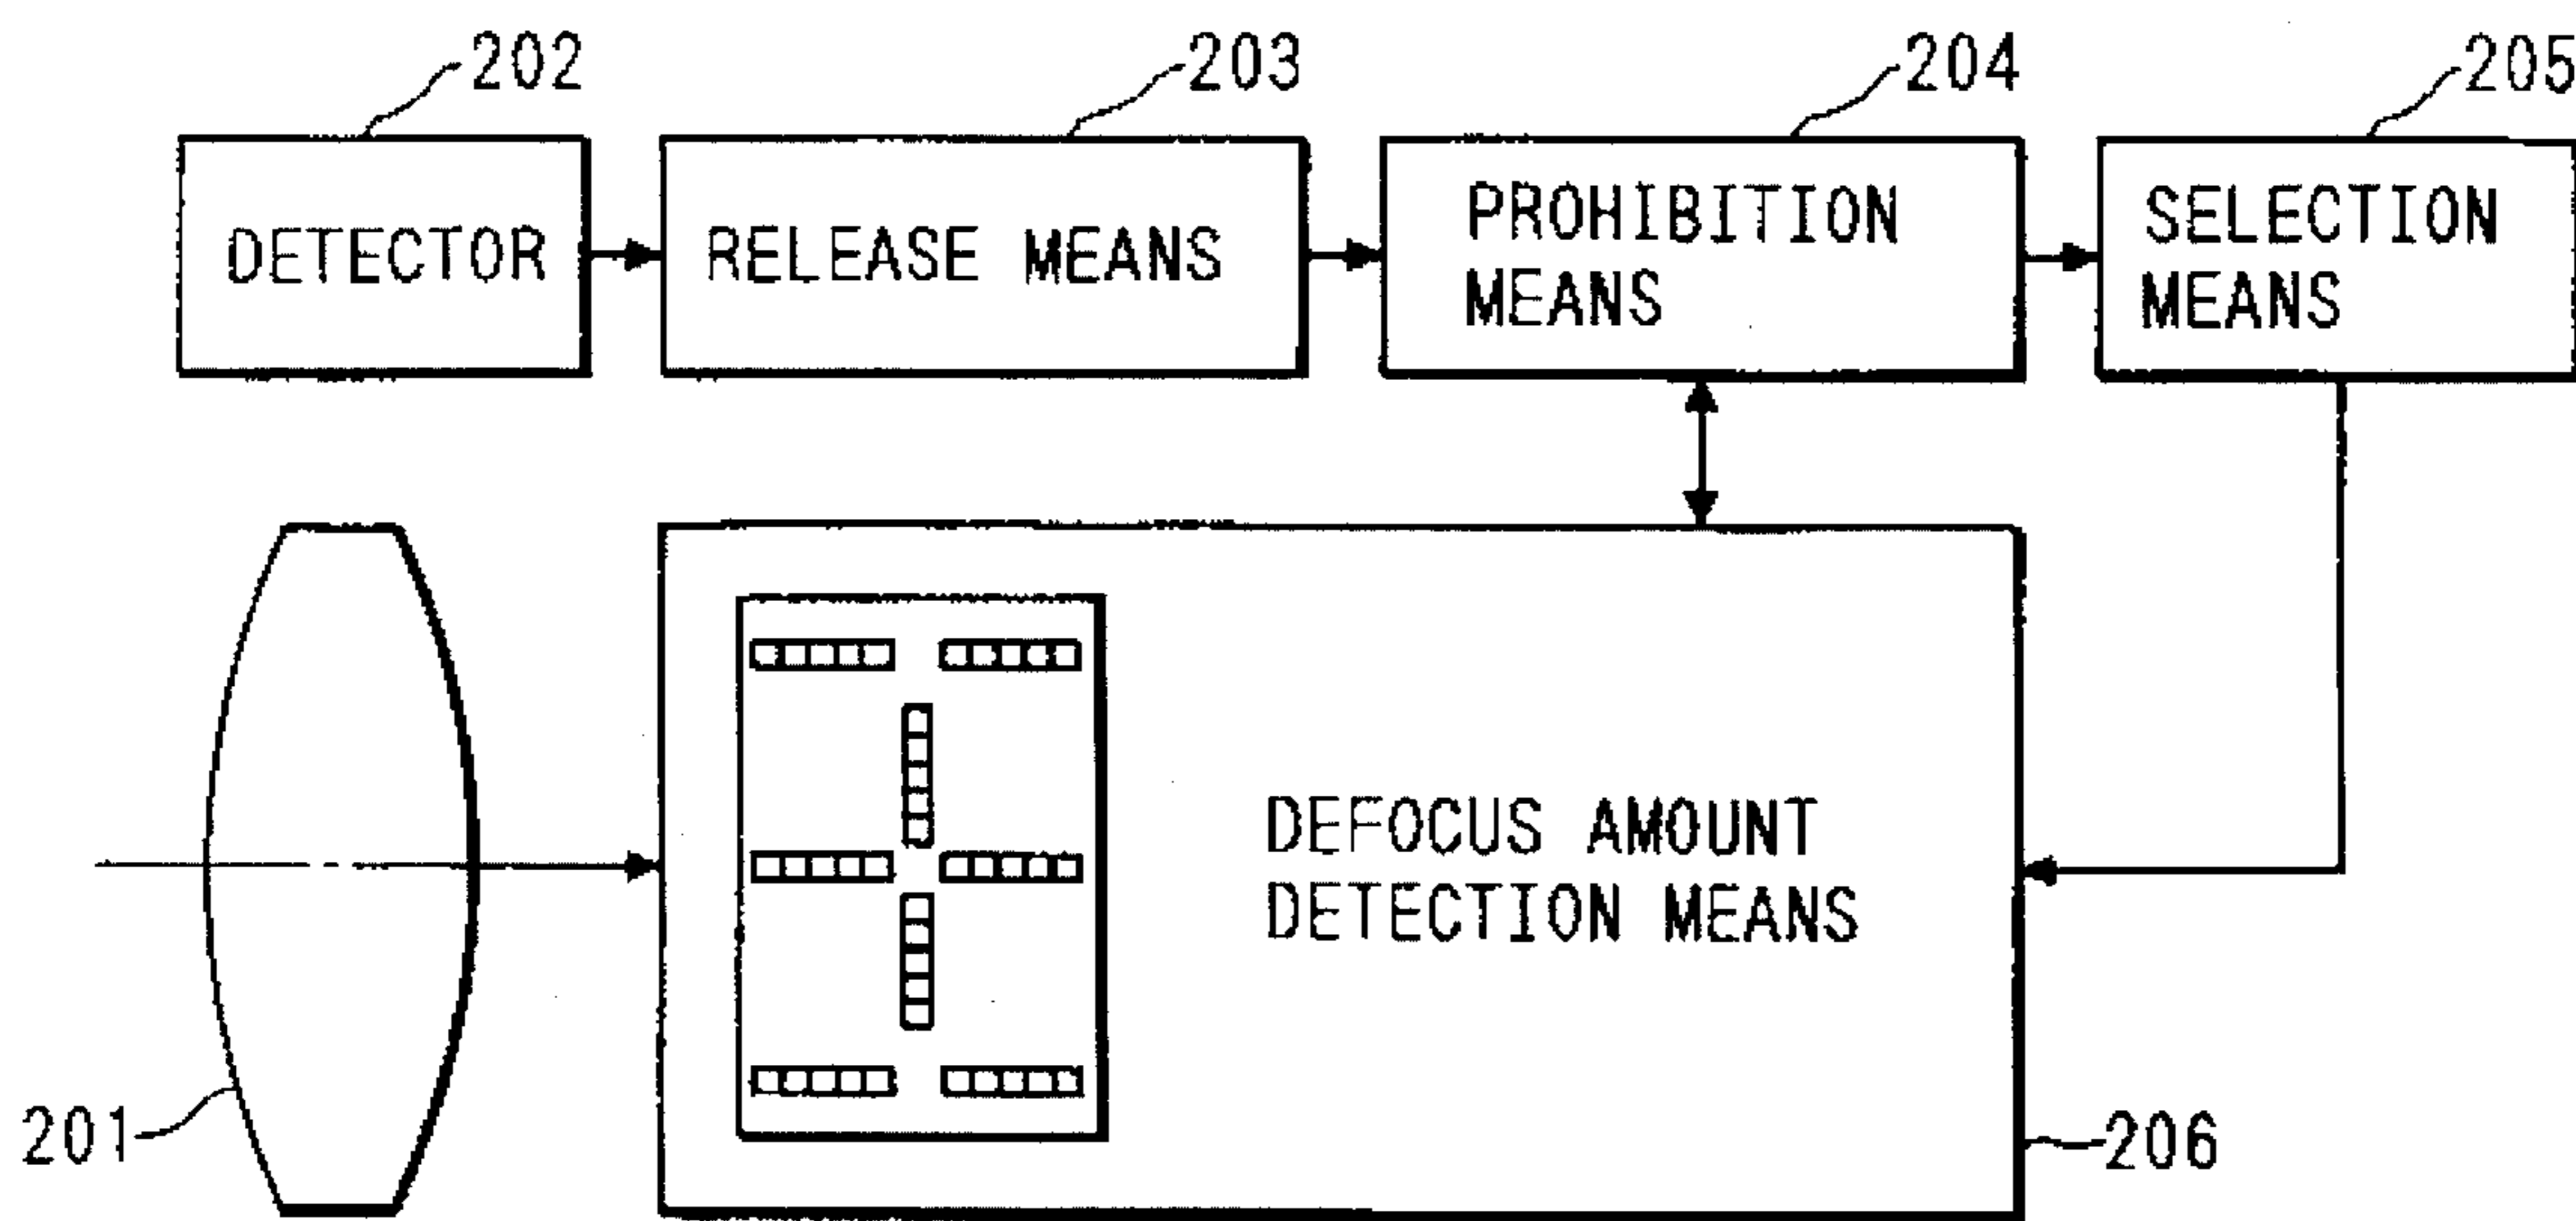 202
203
204
205
DETECTOR
RELEASE MEANS
PROHIBITION
MEANS
SELECTION
MEANS
DEFOCUS AMOUNT
DETECTION MEANS
201
206